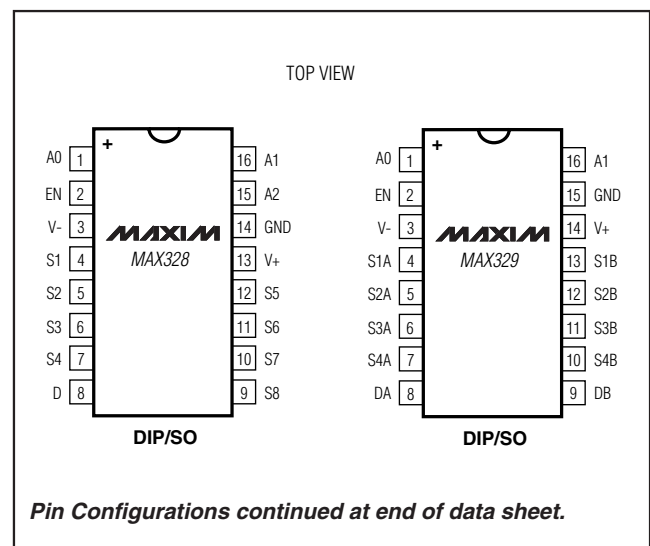 TOP VIEW
+ +
A0 1 16 A1 A0 1 16 A1
EN 2 15 A2 EN 2 15 GND
V- 3 14 GND V- 3 14 V+
MAXIM MAXIM
S1 4 MAX328 13 V+ S1A 4 MAX329 13 S1B
S2 5 12 S5 S2A 5 12 S2B
S3 6 11 S6 S3A 6 11 S3B
S4 7 10 S7 S4A 7 10 S4B
D 8 9 S8 DA 8 9 DB
DIP/SO DIP/SO
Pin Configurations continued at end of data sheet.